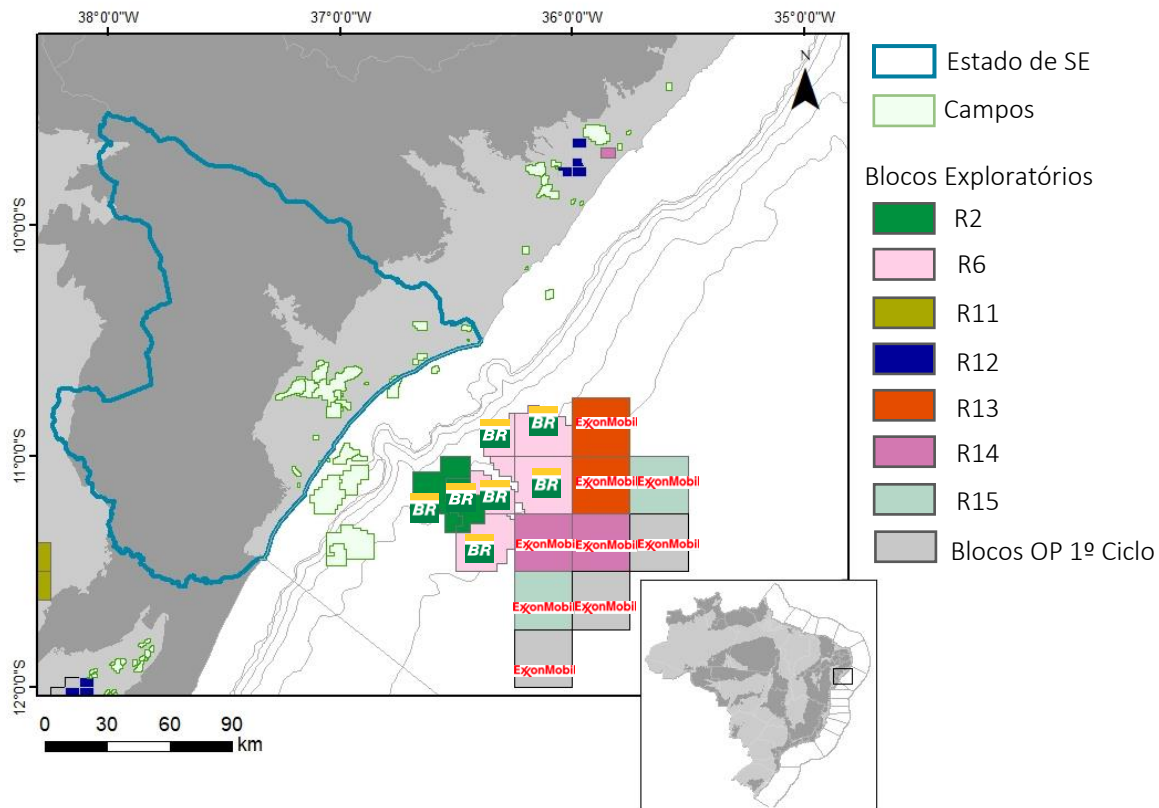 38°0'0"W
37°0'0"W
36°0'0"W
35°0'0"W
N
Estado de SE
Campos
Blocos Exploratórios
R2
R6
R11
R12
R13
R14
R15
Blocos OP 1º Ciclo
10°0'0"S
11°0'0"S
12°0'0"S
BR
BR
ExxonMobil
BR
BR
BR
BR
ExxonMobil
ExxonMobil
BR
ExxonMobil
ExxonMobil
ExxonMobil
ExxonMobil
ExxonMobil
ExxonMobil
0 30 60 90
km